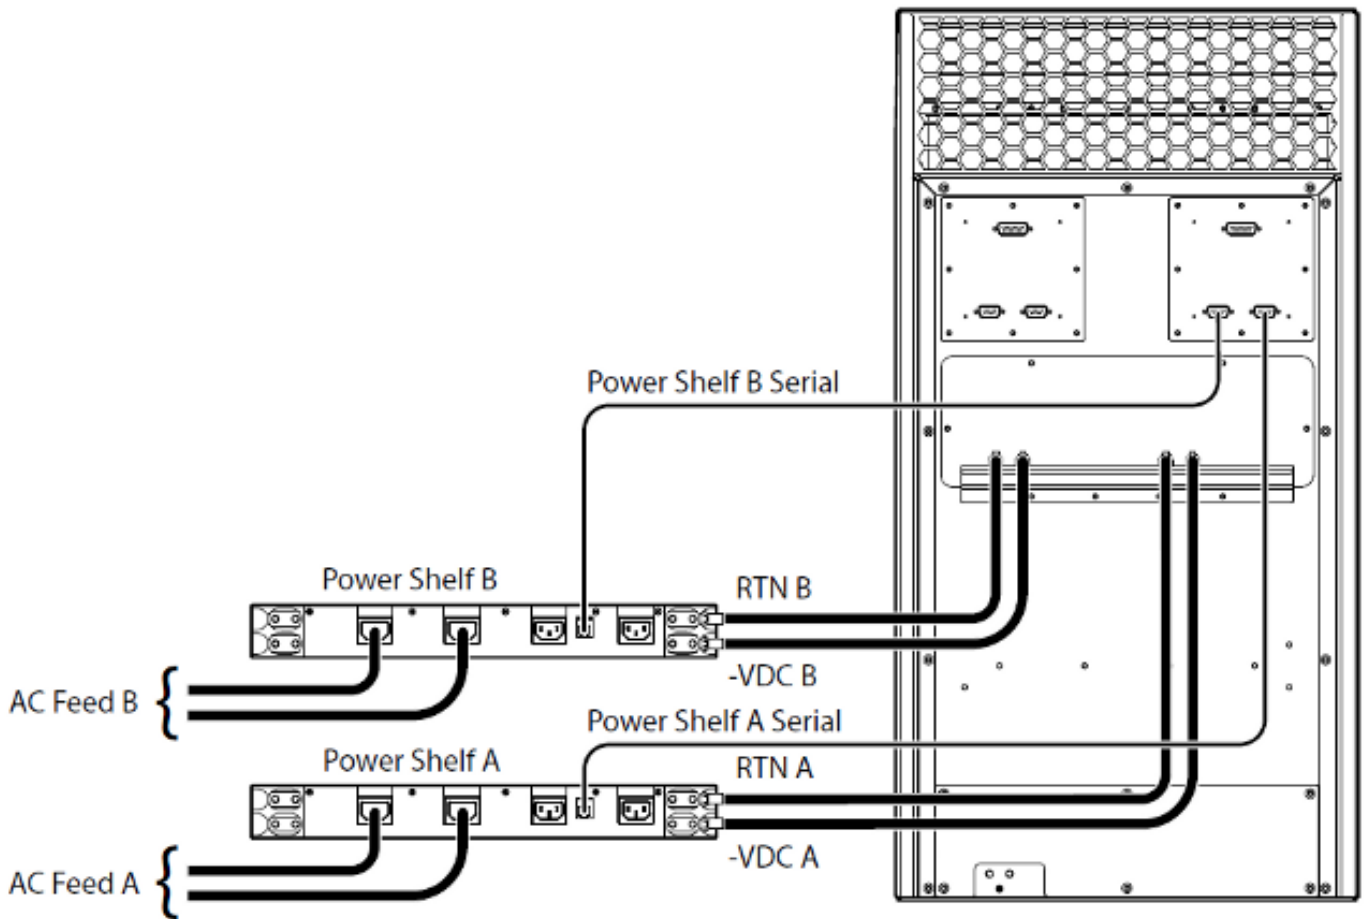 Power Shelf B Serial
Power Shelf B
RTN B
-VDC B
AC Feed B
Power Shelf A Serial
Power Shelf A
RTN A
-VDC A
AC Feed A